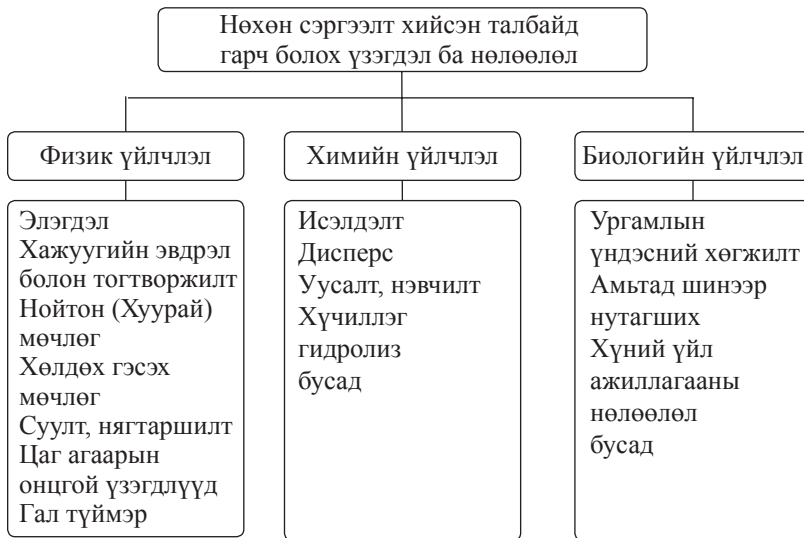 Нөхөн сэргээлт хийсэн талбайд
гарч болох үзэгдэл ба нөлөөлөл
Физик үйлчлэл
Элэгдэл
Хажуугийн эвдрэл
болон тогтворжилт
Нойтон (Хуурай)
мөчлөг
Хөлдөх гэсэх
мөчлөг
Суулт, нягтаршилт
Цаг агаарын
онцгой үзэгдлүүд
Гал түймэр
Химийн үйлчлэл
Исэлдэлт
Дисперс
Уусалт, нэвчилт
Хүчиллэг
гидролиз
бусад
Биологийн үйлчлэл
Ургамлын
үндэсний хөгжилт
Амьтад шинээр
нутагших
Хүний үйл
ажиллагааны
нөлөөлөл
бусад